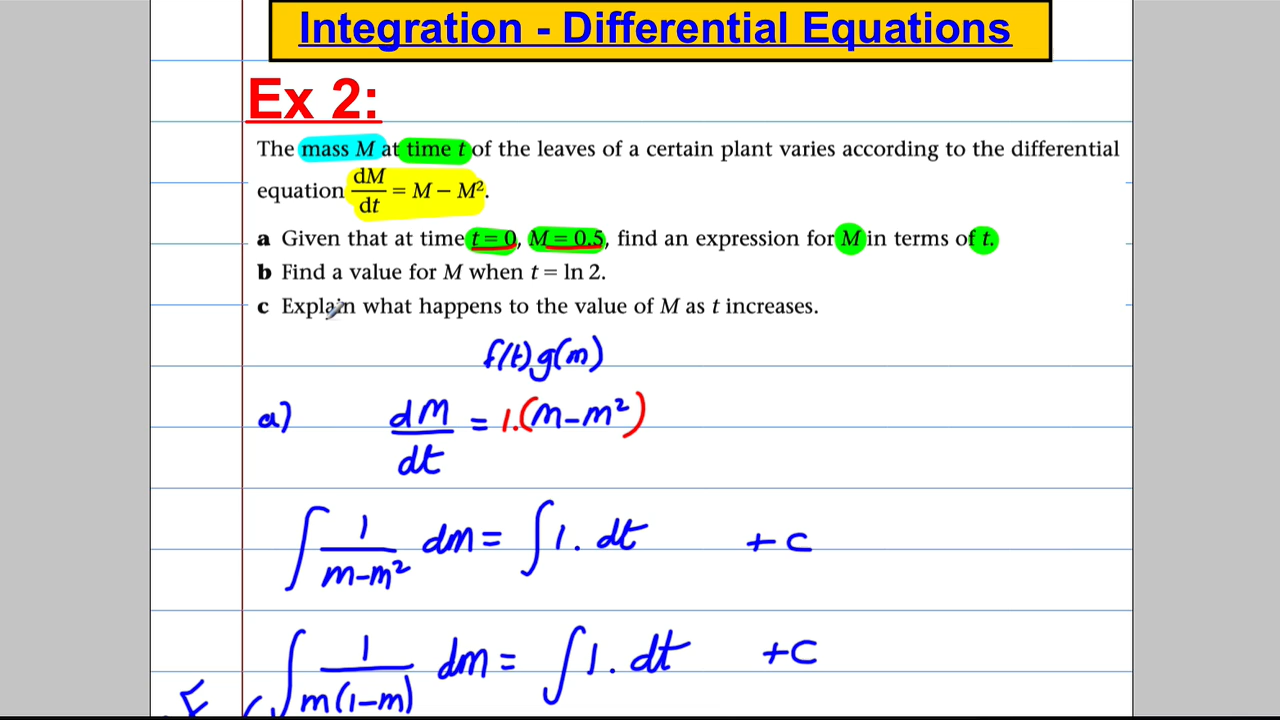 Integration - Differential Equations
Ex 2:
The mass M at time t of the leaves of a certain plant varies according to the differential
equation dM/dt = M − M².
a Given that at time t = 0, M = 0.5, find an expression for M in terms of t.
b Find a value for M when t = ln 2.
c Explain what happens to the value of M as t increases.
f(t) g(m)
a) dM/dt = 1.(m−m²)
∫ 1/(m−m²) dm = ∫ 1. dt +c
∫ 1/(m(1−m)) dm = ∫ 1. dt +c